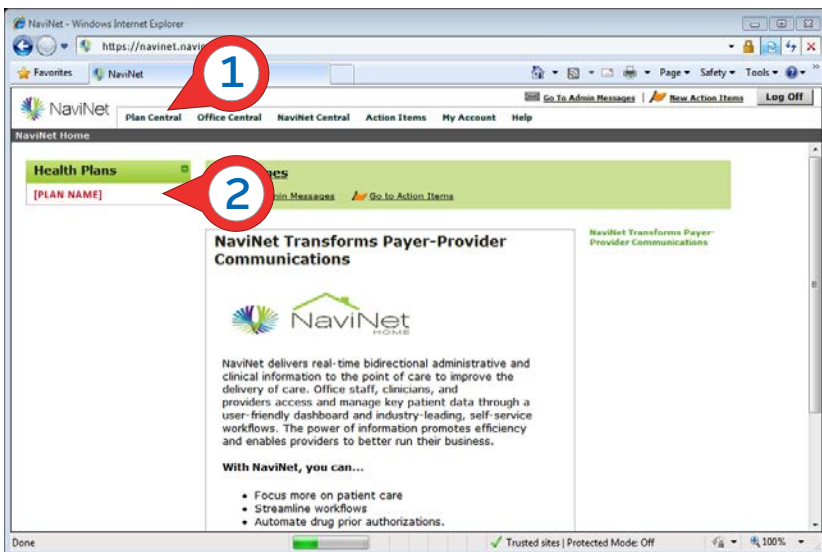 NaviNet - Windows Internet Explorer
https://navinet.navi
Favorites NaviNet
Page Safety Tools
1
Go To Admin Messages | New Action Items Log Off
NaviNet
Plan Central Office Central NaviNet Central Action Items My Account Help
NaviNet Home
Health Plans
[PLAN NAME]
2
Go to Action Items
Messages
NaviNet Transforms Payer-Provider
Communications
NaviNet
HOME
NaviNet delivers real-time bidirectional administrative and
clinical information to the point of care to improve the
delivery of care. Office staff, clinicians, and
providers access and manage key patient data through a
user-friendly dashboard and industry-leading, self-service
workflows. The power of information promotes efficiency
and enables providers to better run their business.
With NaviNet, you can...
• Focus more on patient care
• Streamline workflows
• Automate drug prior authorizations.
NaviNet Transforms Payer-
Provider Communications
Done
Trusted sites | Protected Mode: Off
100%